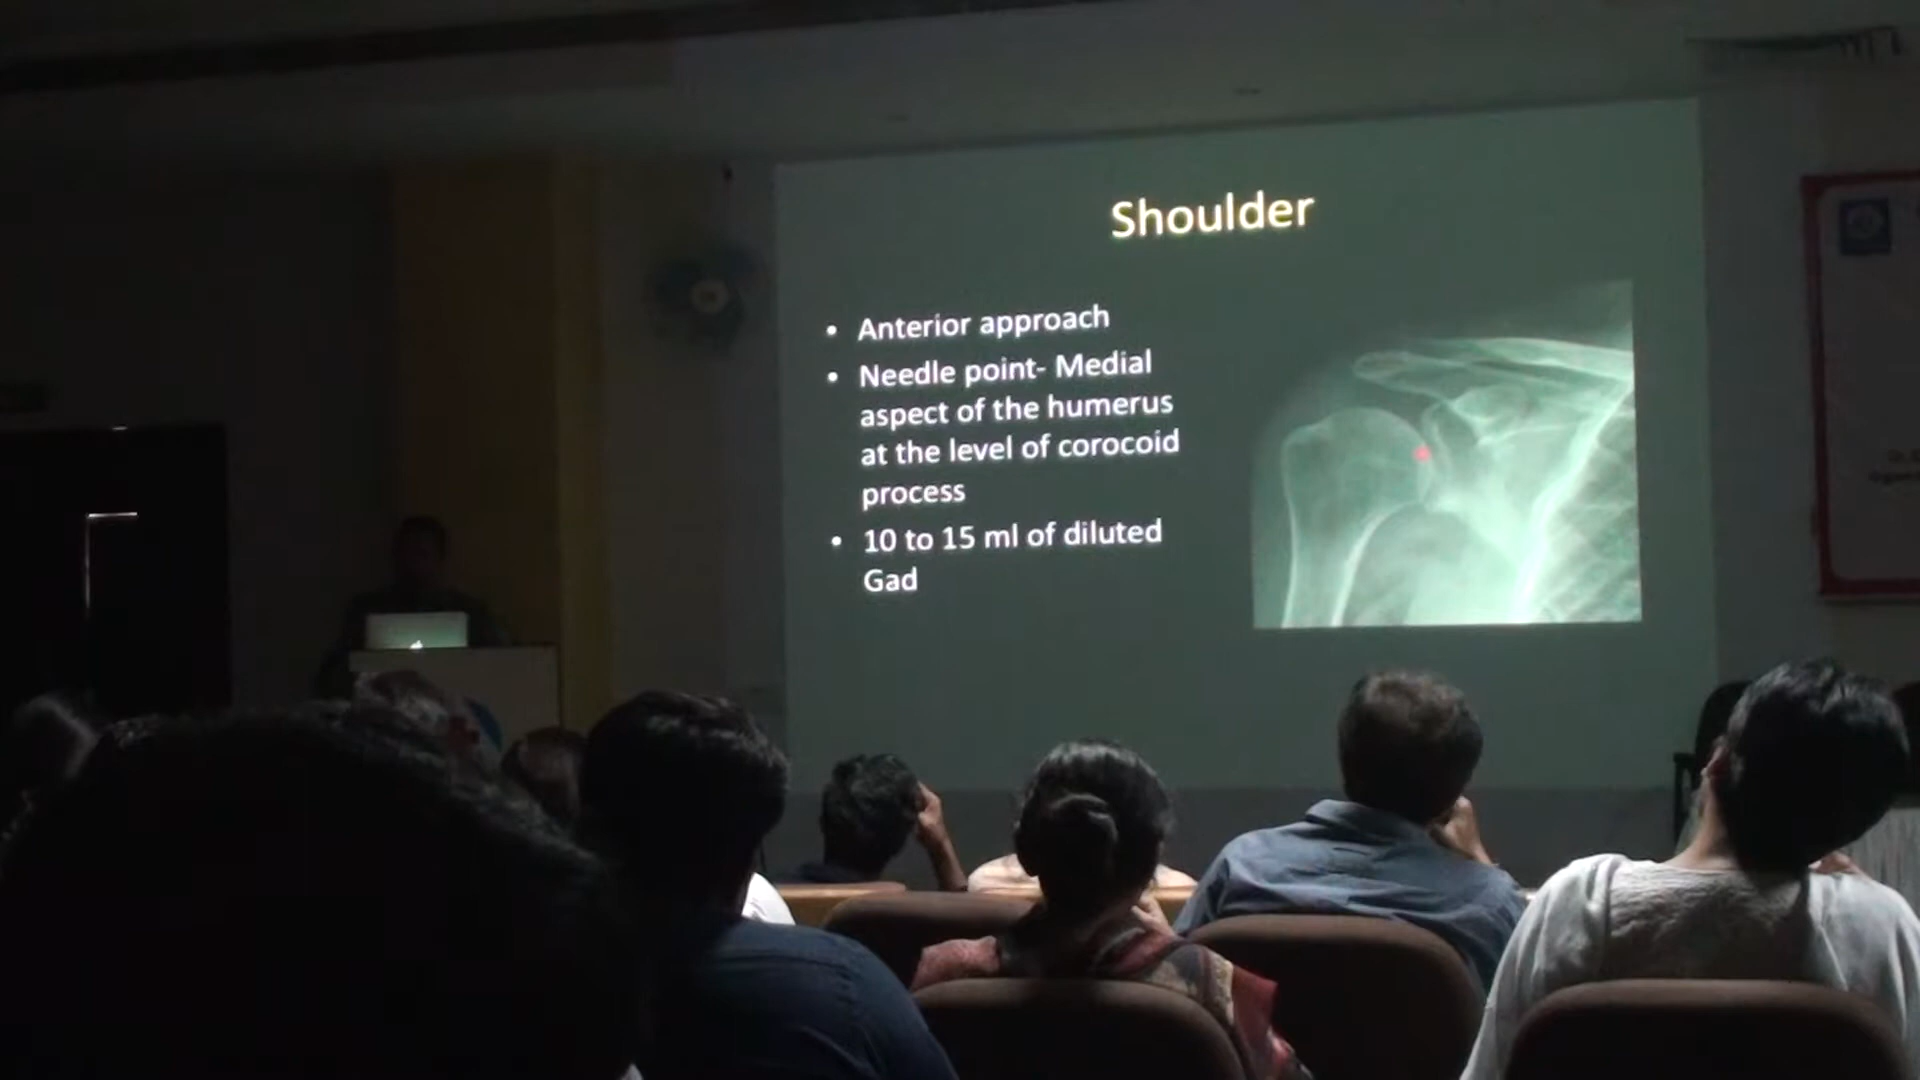 Shoulder
• Anterior approach
• Needle point- Medial
aspect of the humerus
at the level of corocoid
process
• 10 to 15 ml of diluted
Gad